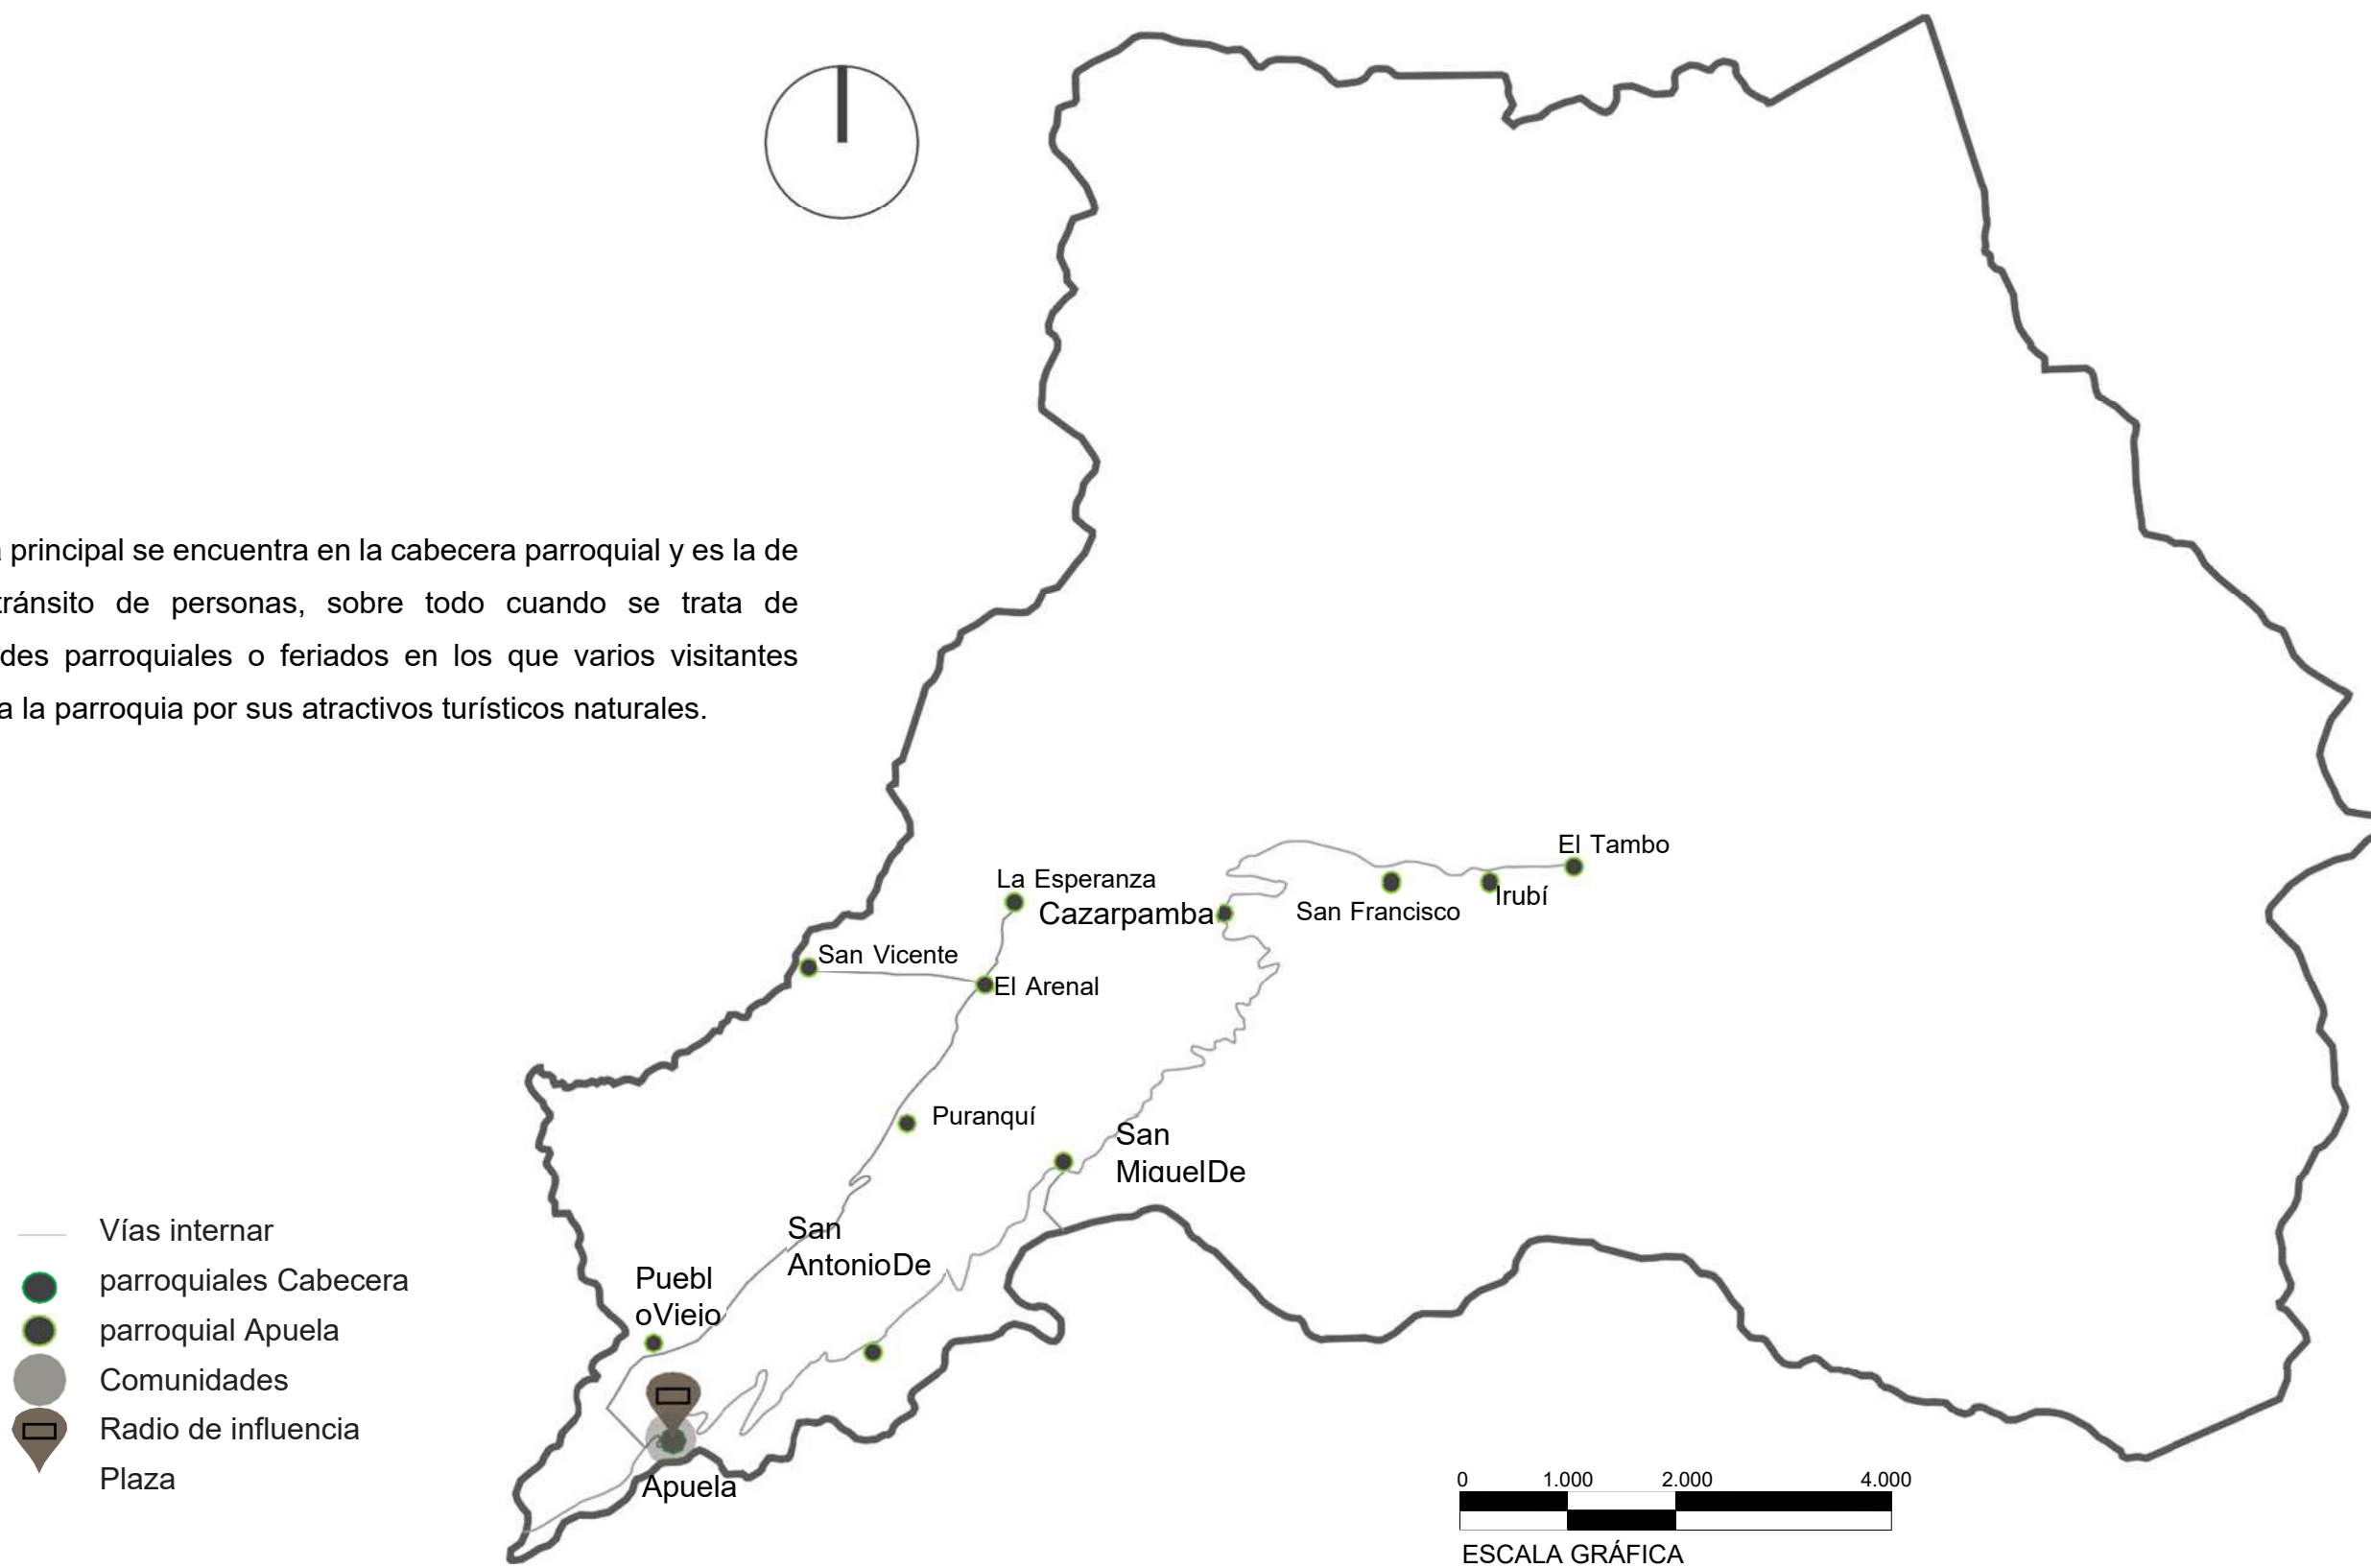 a principal se encuentra en la cabecera parroquial y es la de
tránsito de personas, sobre todo cuando se trata de
des parroquiales o feriados en los que varios visitantes
a la parroquia por sus atractivos turísticos naturales.
El Tambo
La Esperanza
Cazarpamba
San Francisco
Irubí
San Vicente
El Arenal
Puranquí
San
MiguelDe
San
AntonioDe
Puebl
oViejo
Apuela
Vías internar
parroquiales Cabecera
parroquial Apuela
Comunidades
Radio de influencia
Plaza
0 1.000 2.000 4.000
ESCALA GRÁFICA